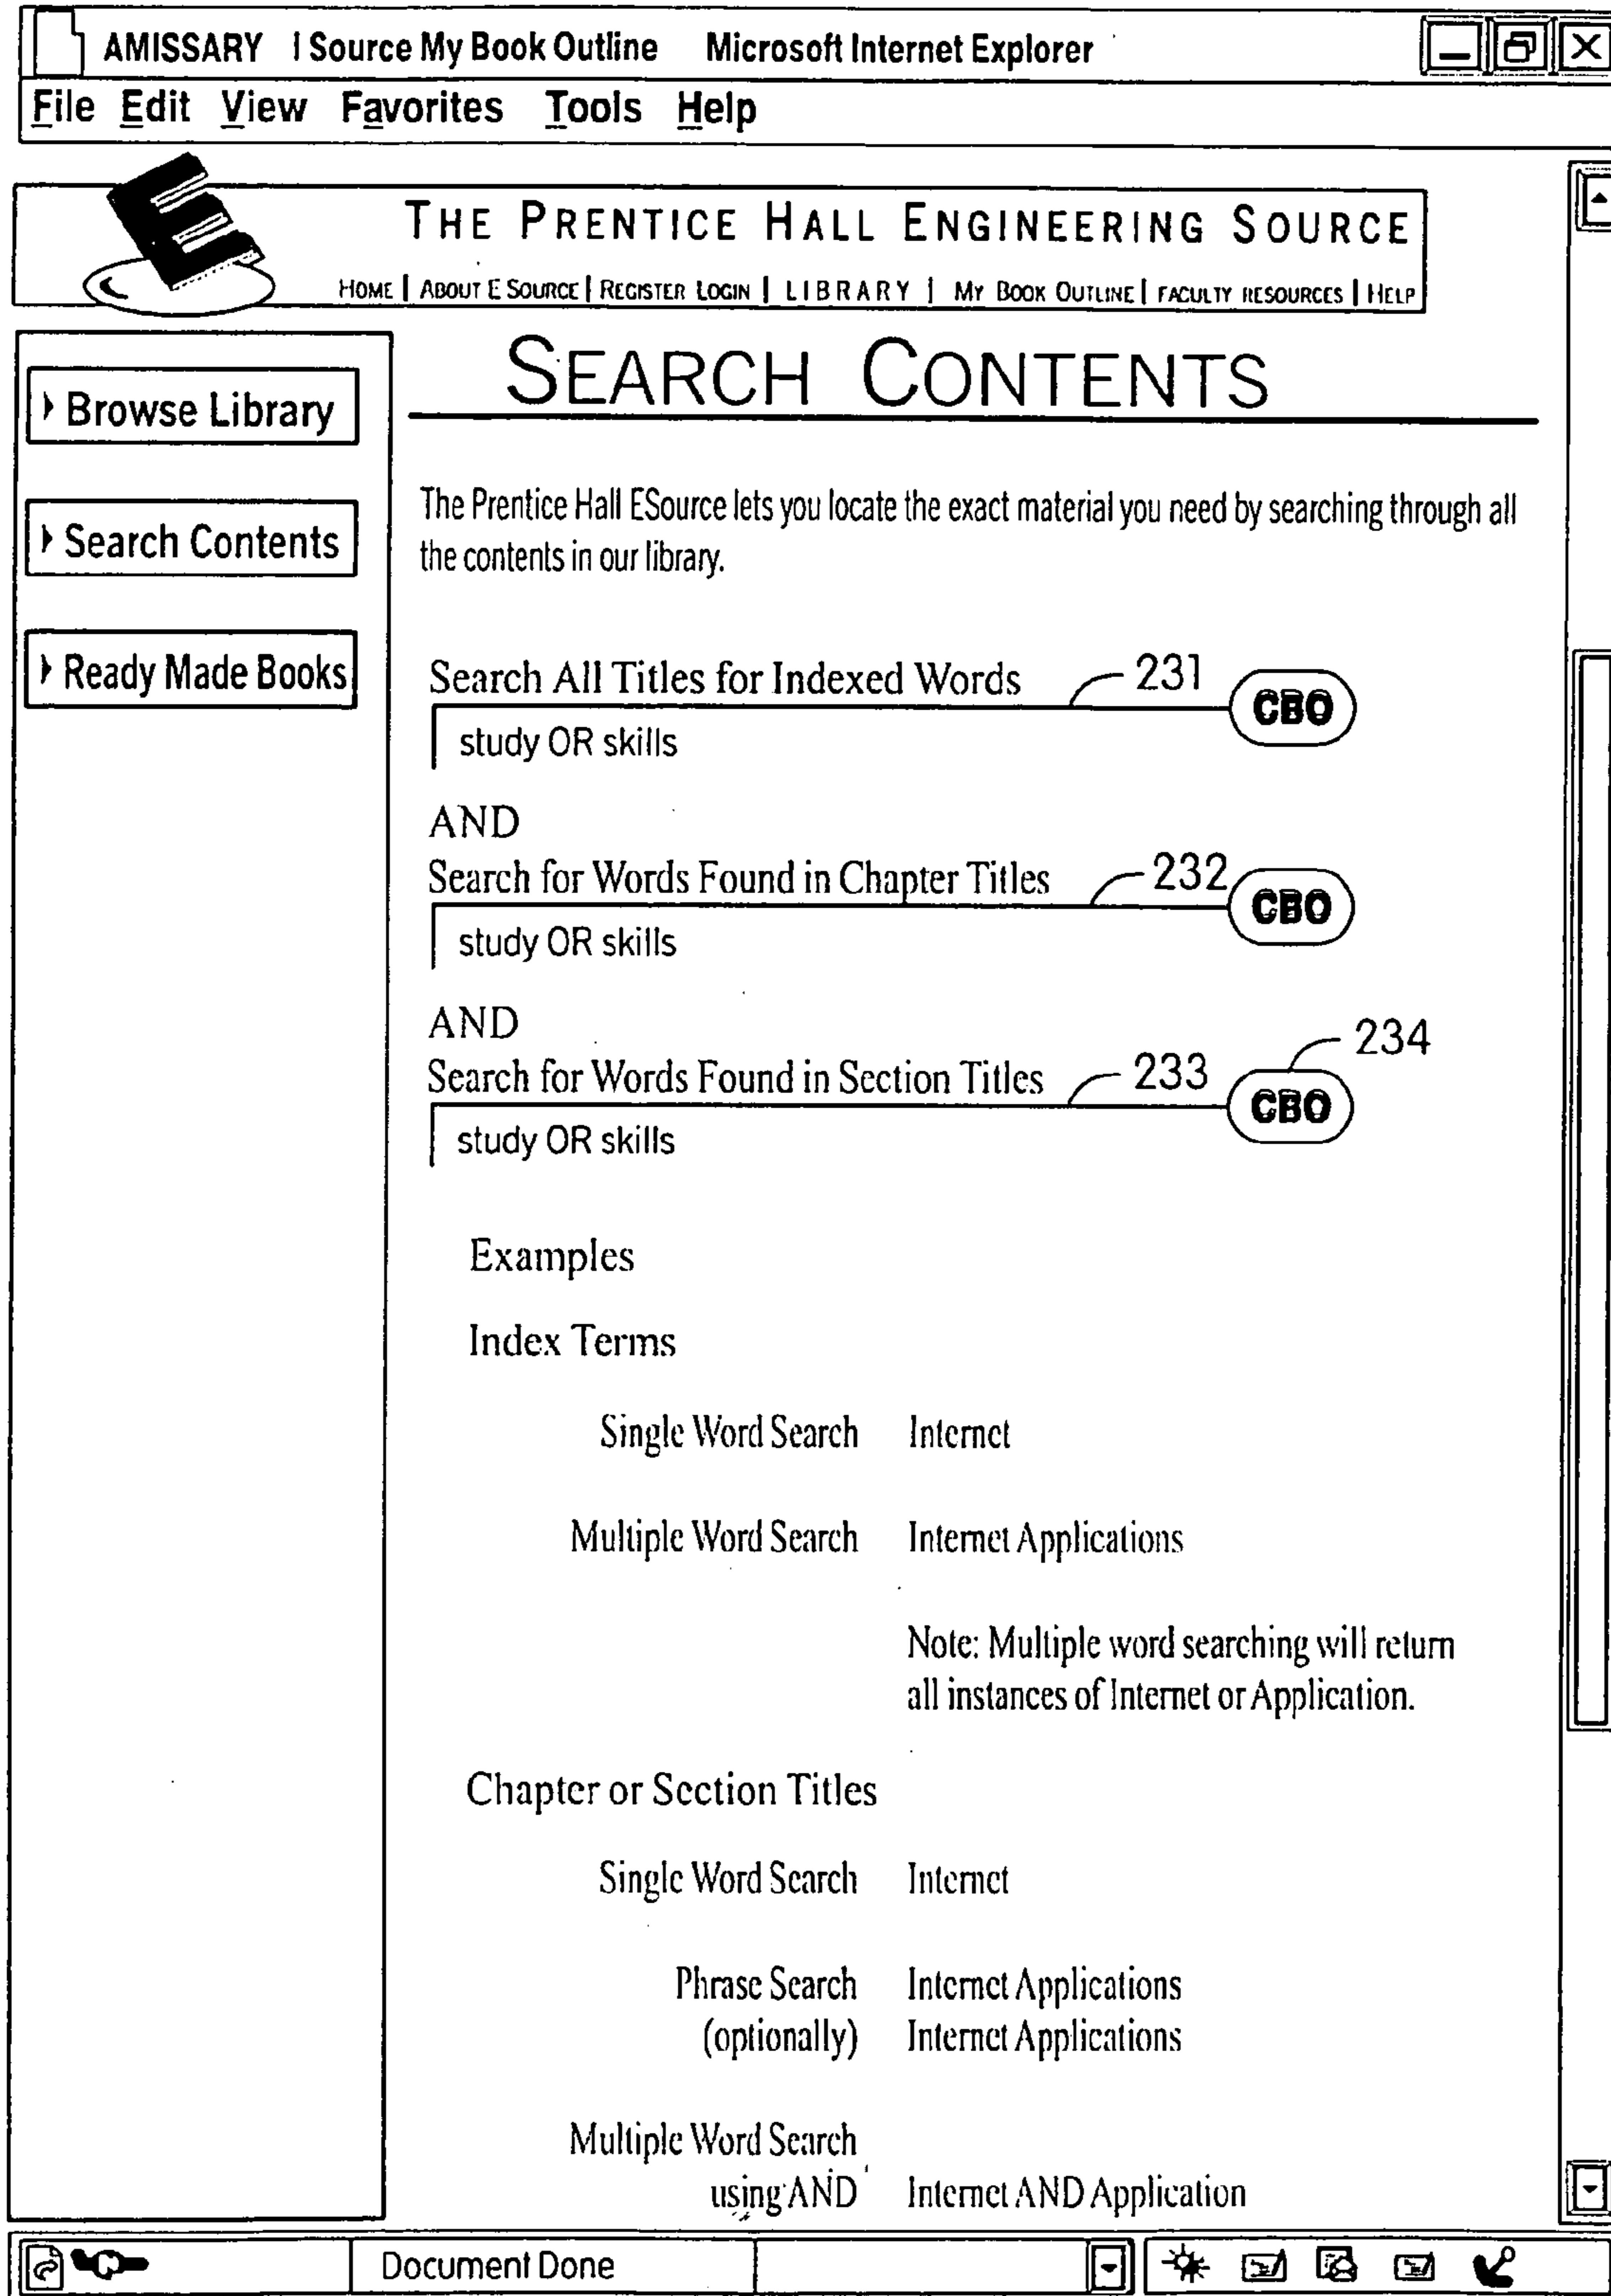 AMISSARY I Source My Book Outline Microsoft Internet Explorer
File Edit View Favorites Tools Help
THE PRENTICE HALL ENGINEERING SOURCE
HOME | ABOUT E SOURCE | REGISTER LOGIN | LIBRARY | MY BOOK OUTLINE | FACULTY RESOURCES | HELP
SEARCH CONTENTS
Browse Library
Search Contents
Ready Made Books
The Prentice Hall ESource lets you locate the exact material you need by searching through all
the contents in our library.
Search All Titles for Indexed Words 231 CBO
study OR skills
AND
Search for Words Found in Chapter Titles 232 CBO
study OR skills
AND
234
Search for Words Found in Section Titles 233 CBO
study OR skills
Examples
Index Terms
Single Word Search Internet
Multiple Word Search Internet Applications
Note: Multiple word searching will return
all instances of Internet or Application.
Chapter or Section Titles
Single Word Search Internet
Phrase Search Internet Applications
(optionally) Internet Applications
Multiple Word Search
using AND Internet AND Application
Document Done